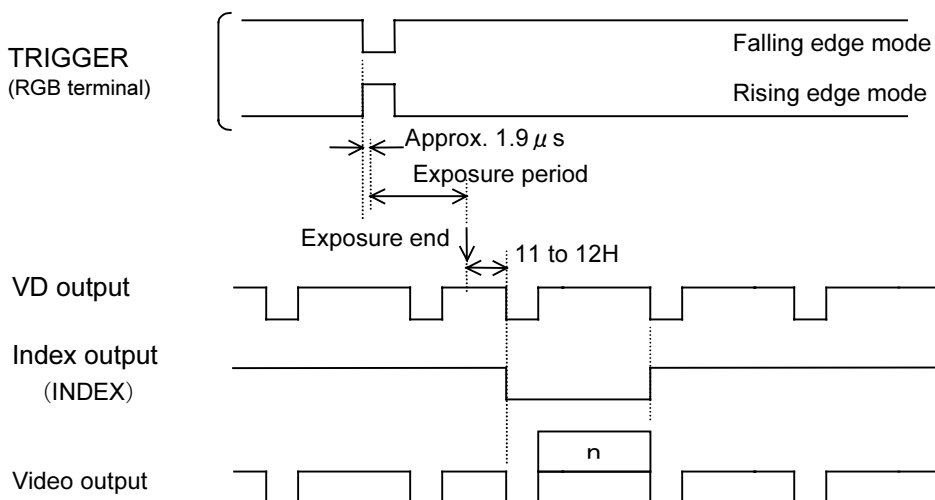 TRIGGER
(RGB terminal)
Falling edge mode
Rising edge mode
Approx. 1.9 μ s
Exposure period
Exposure end
11 to 12H
VD output
Index output
（INDEX）
n
Video output